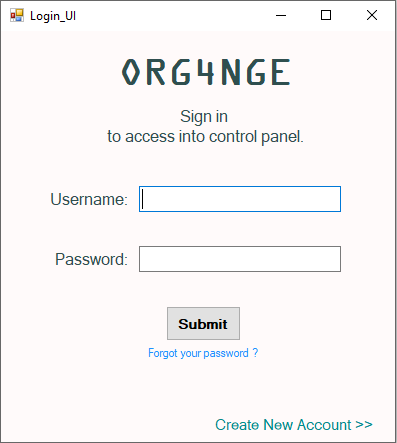 Login_UI
ORG4NGE
Sign in
to access into control panel.
Username:
Password:
Submit
Forgot your password ?
Create New Account >>